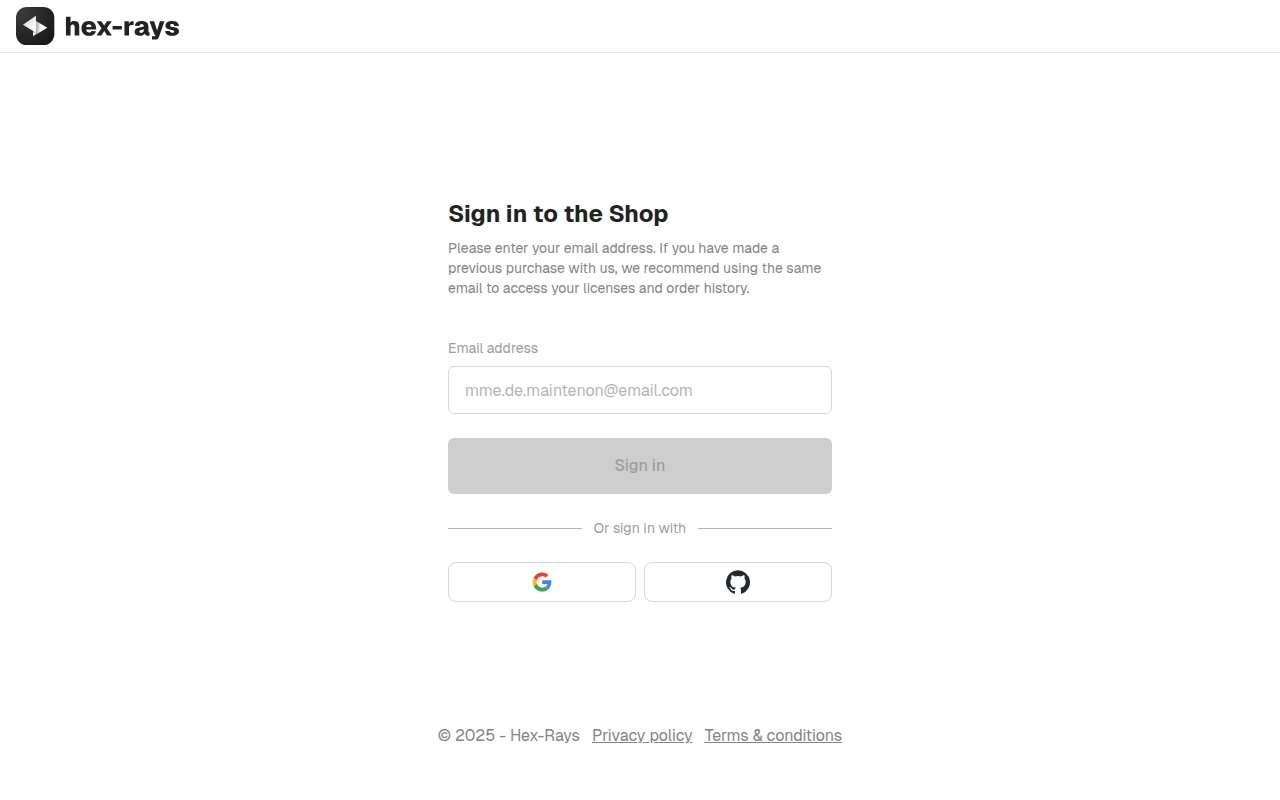 hex-rays
Sign in to the Shop
Please enter your email address. If you have made a
previous purchase with us, we recommend using the same
email to access your licenses and order history.
Email address
mme.de.maintenon@email.com
Sign in
Or sign in with
© 2025 - Hex-Rays Privacy policy Terms & conditions